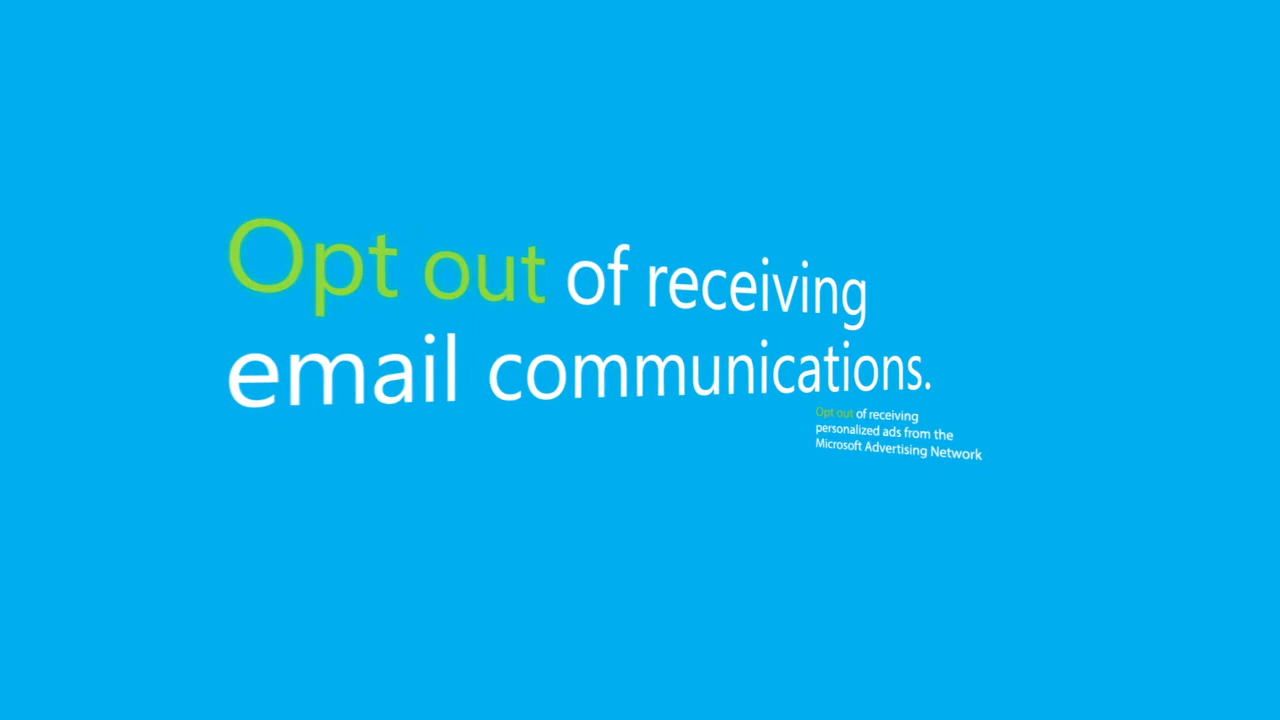 Opt out of receiving
email communications.
Opt out of receiving
personalized ads from the
Microsoft Advertising Network